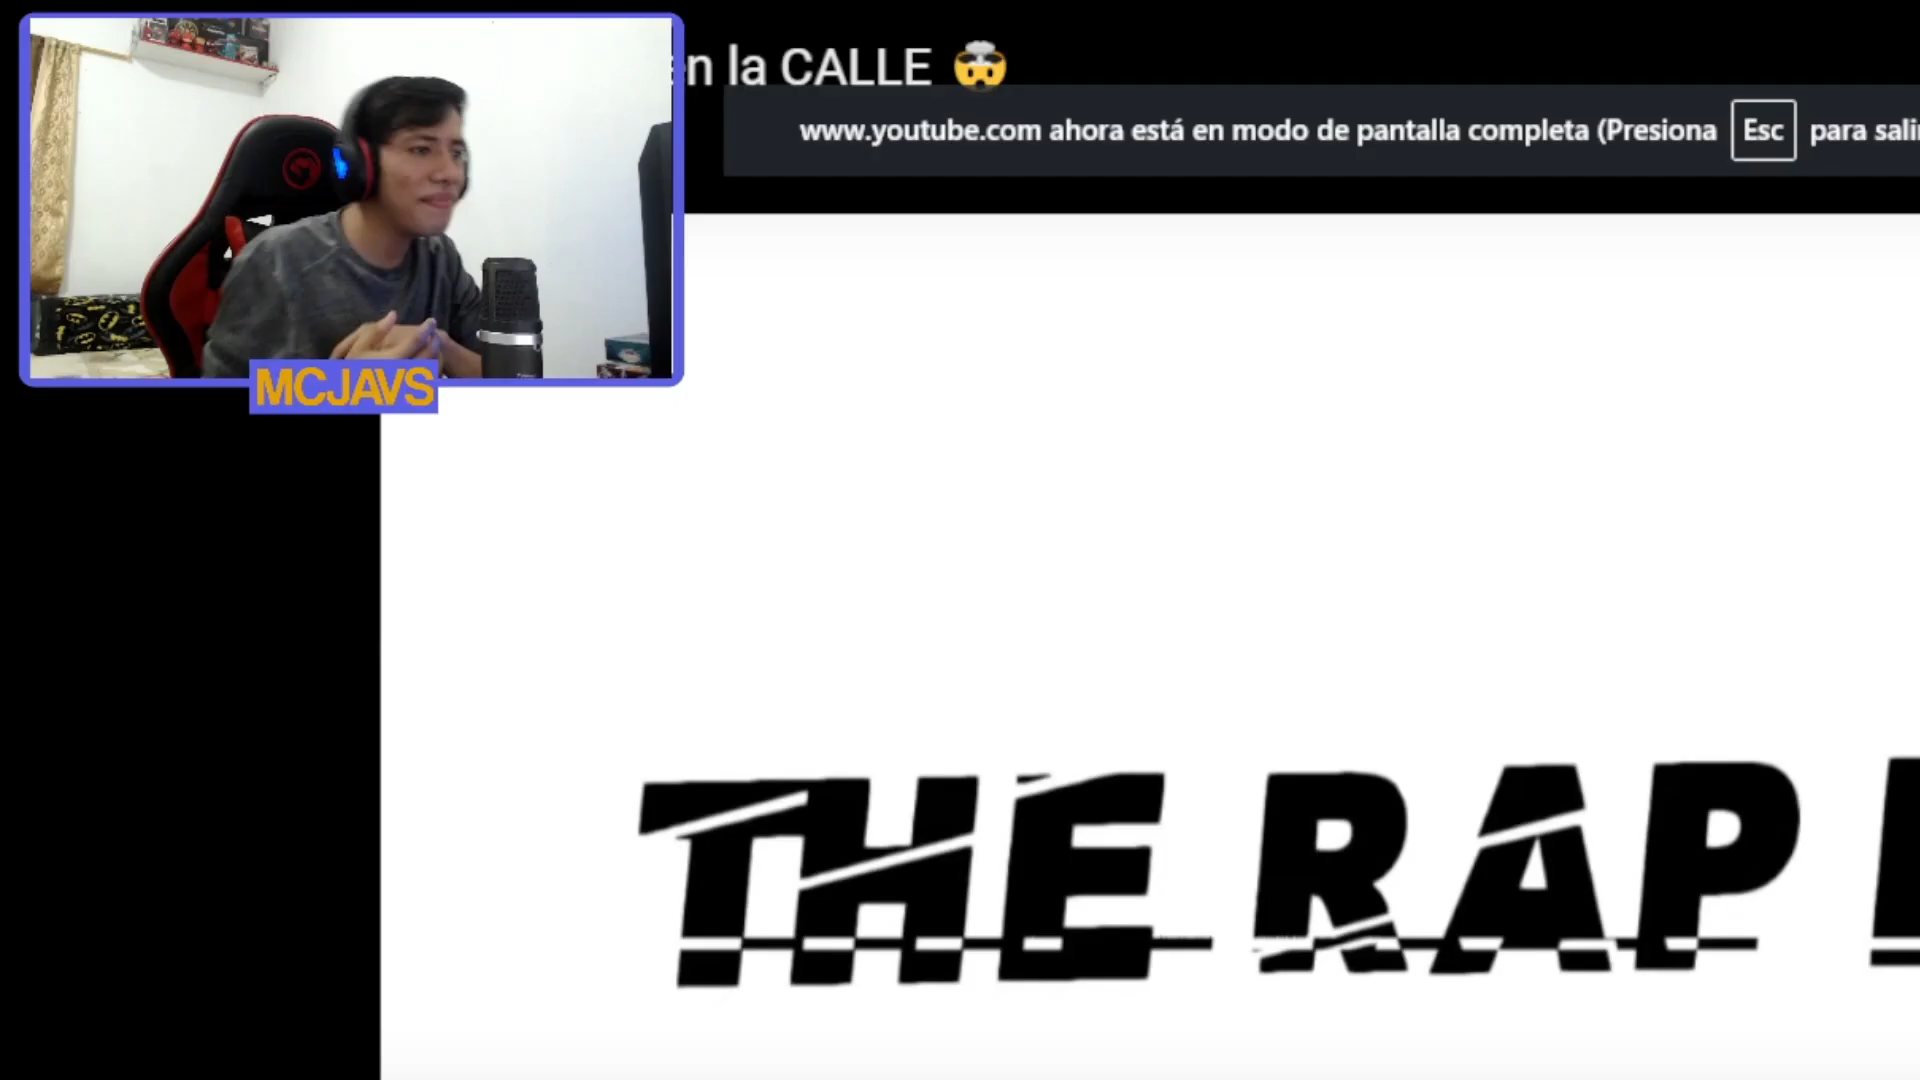 n la CALLE 🤯
www.youtube.com ahora está en modo de pantalla completa (Presiona Esc para sali
MCJAVS
THE RAP